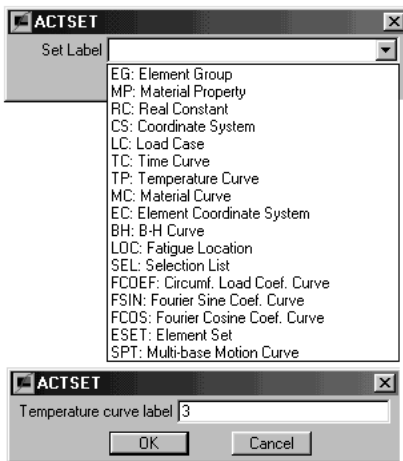 ACTSET
Set Label
EG: Element Group
MP: Material Property
RC: Real Constant
CS: Coordinate System
LC: Load Case
TC: Time Curve
TP: Temperature Curve
MC: Material Curve
EC: Element Coordinate System
BH: B-H Curve
LOC: Fatigue Location
SEL: Selection List
FCOEF: Circumf. Load Coef. Curve
FSIN: Fourier Sine Coef. Curve
FCOS: Fourier Cosine Coef. Curve
ESET: Element Set
SPT: Multi-base Motion Curve
ACTSET
Temperature curve label 3
OK Cancel